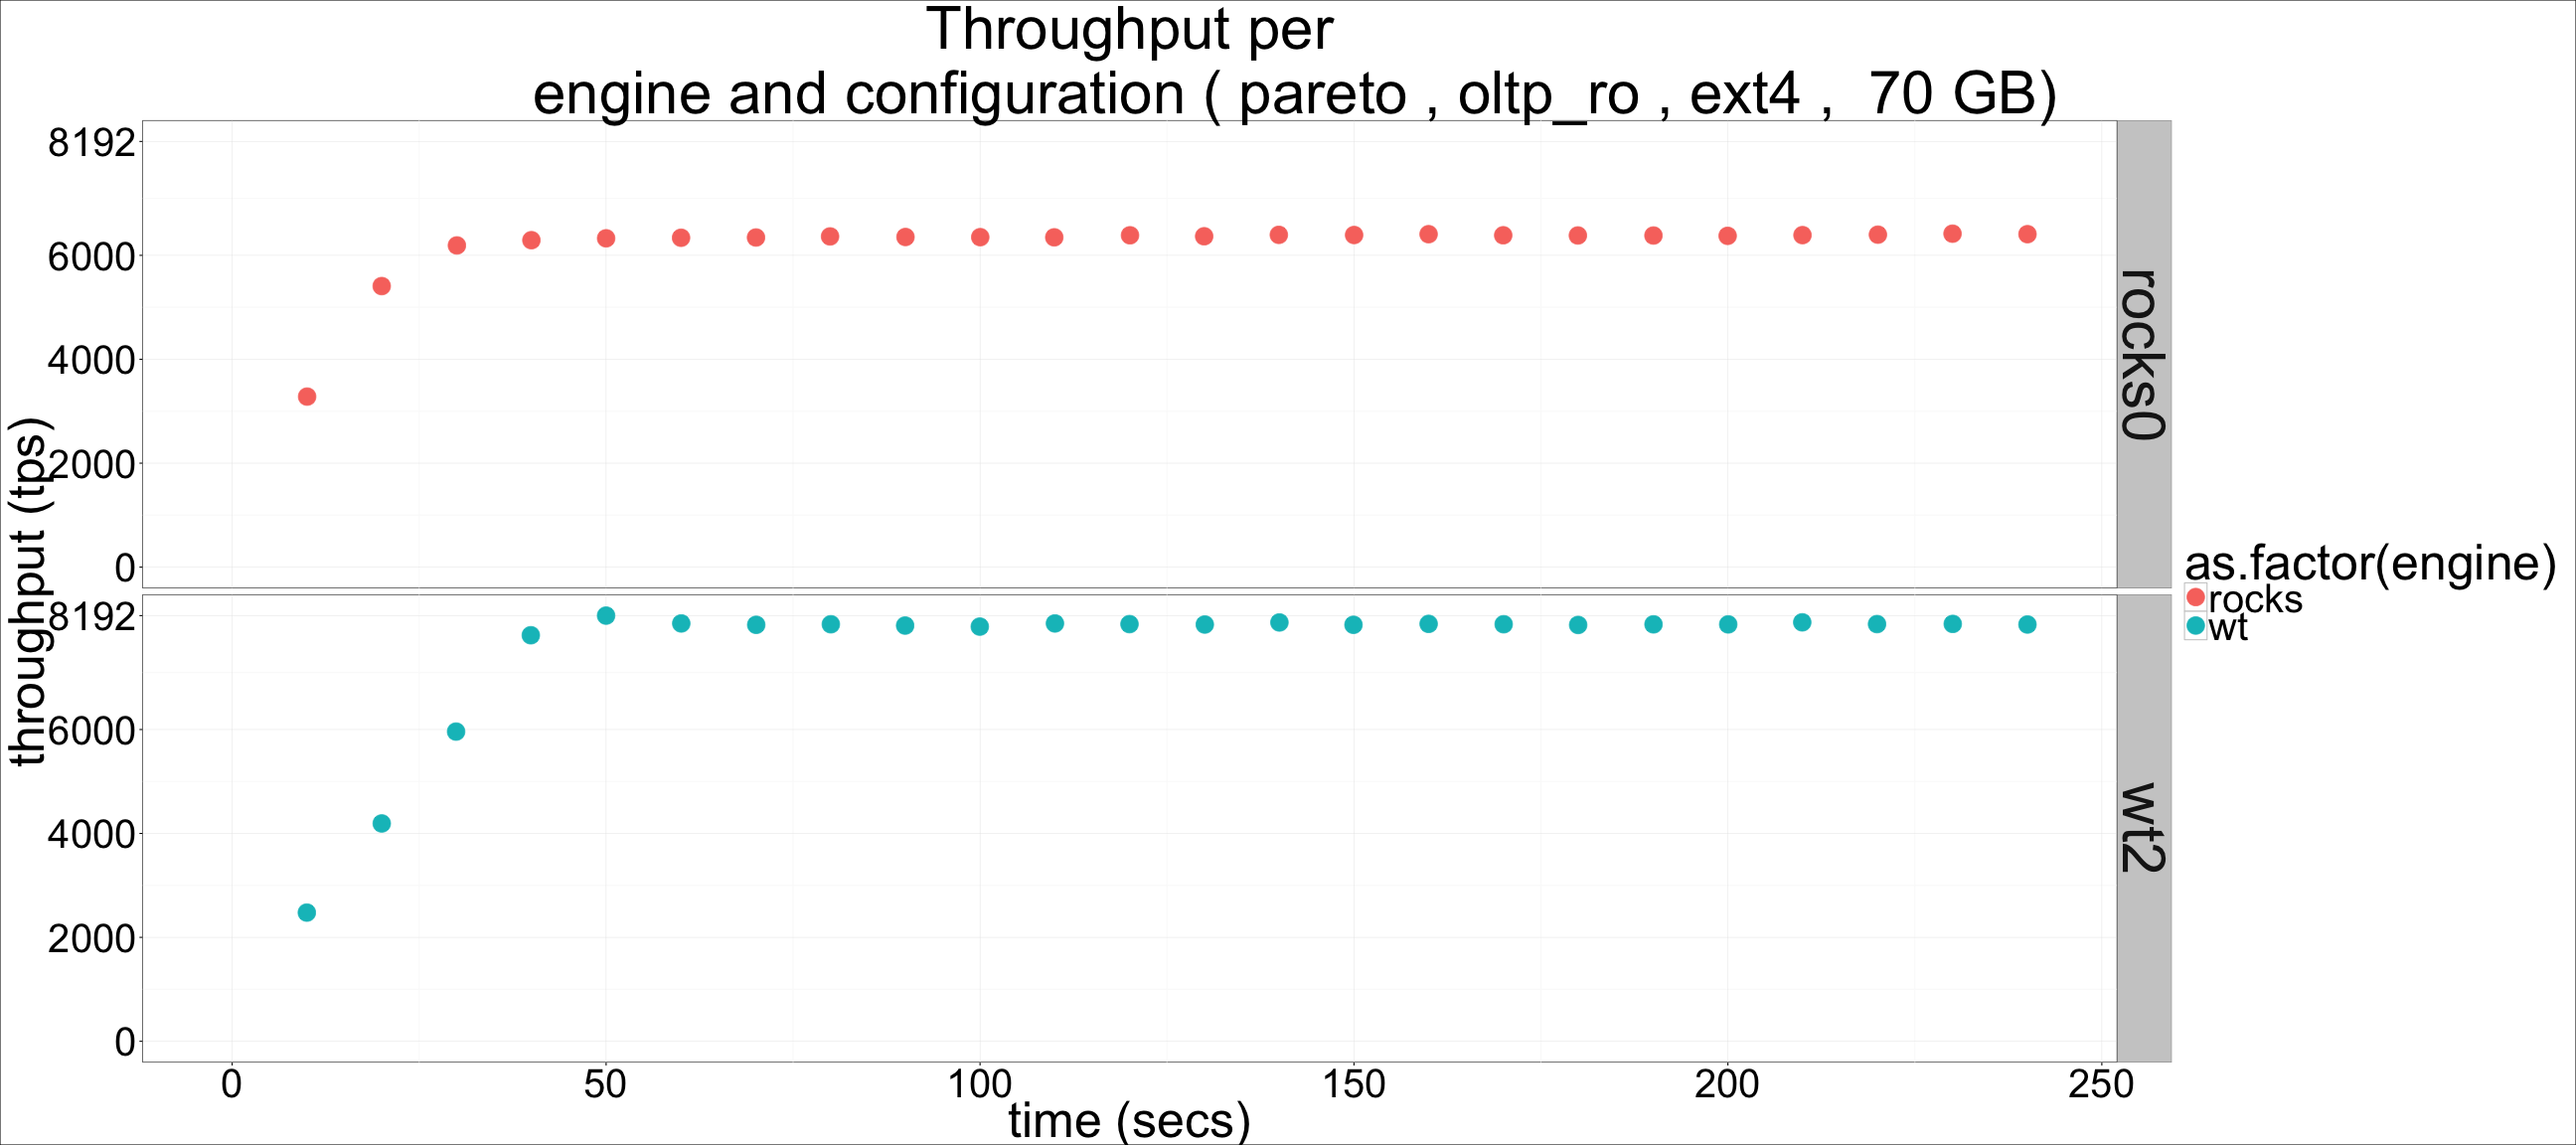 Throughput per
engine and configuration ( pareto , oltp_ro , ext4 ,  70 GB)
throughput (tps)
8192
6000
4000
2000
0
rocks0
8192
6000
4000
2000
0
wt2
0 50 100 150 200 250
time (secs)
as.factor(engine)
rocks
wt